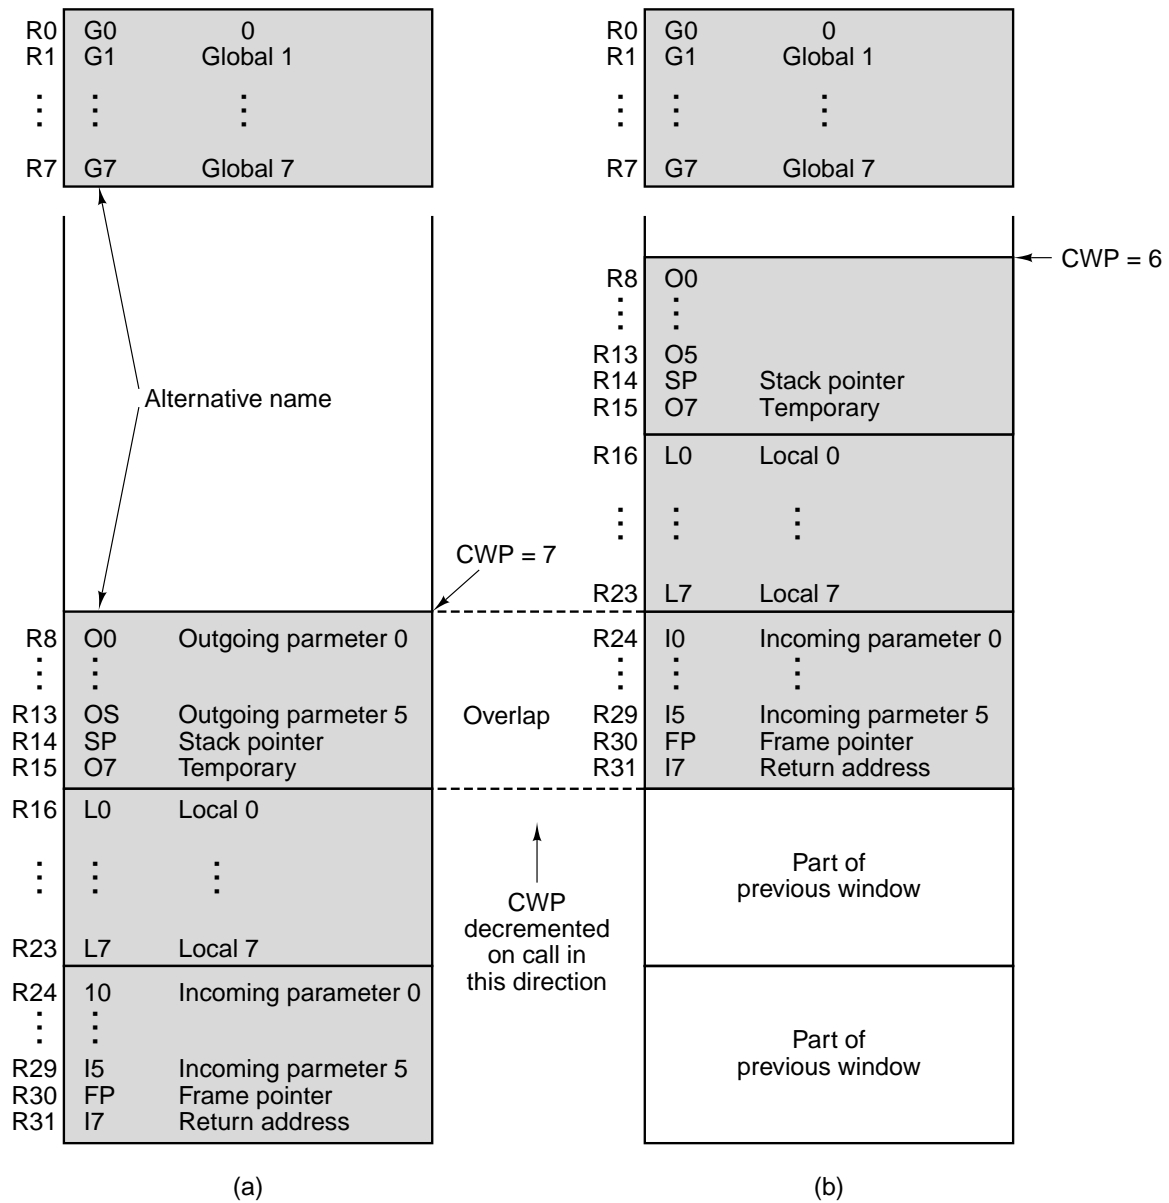 R0 G0 0
R1 G1 Global 1
R7 G7 Global 7
Alternative name
CWP = 7
R8 O0 Outgoing parmeter 0
R13 OS Outgoing parmeter 5
R14 SP Stack pointer
R15 O7 Temporary
R16 L0 Local 0
R23 L7 Local 7
R24 10 Incoming parameter 0
R29 I5 Incoming parmeter 5
R30 FP Frame pointer
R31 I7 Return address
(a)
Overlap
CWP
decremented
on call in
this direction
R0 G0 0
R1 G1 Global 1
R7 G7 Global 7
CWP = 6
R8 O0
R13 O5
R14 SP Stack pointer
R15 O7 Temporary
R16 L0 Local 0
R23 L7 Local 7
R24 I0 Incoming parameter 0
R29 I5 Incoming parmeter 5
R30 FP Frame pointer
R31 I7 Return address
Part of
previous window
Part of
previous window
(b)